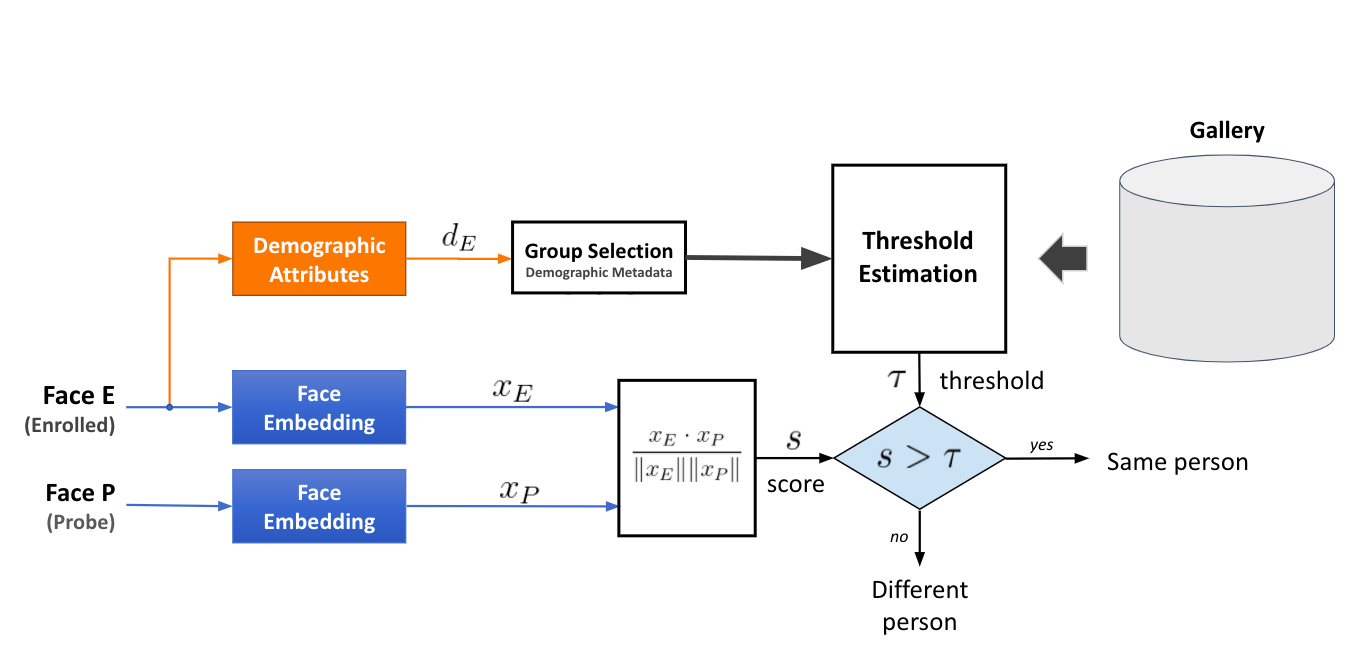 Gallery
Demographic
Attributes
d_E
Group Selection
Demographic Metadata
Threshold
Estimation
Face E
(Enrolled)
Face
Embedding
x_E
τ threshold
x_E · x_P
‖x_E‖‖x_P‖
s
score
s > τ
yes
Same person
Face P
(Probe)
Face
Embedding
x_P
no
Different
person